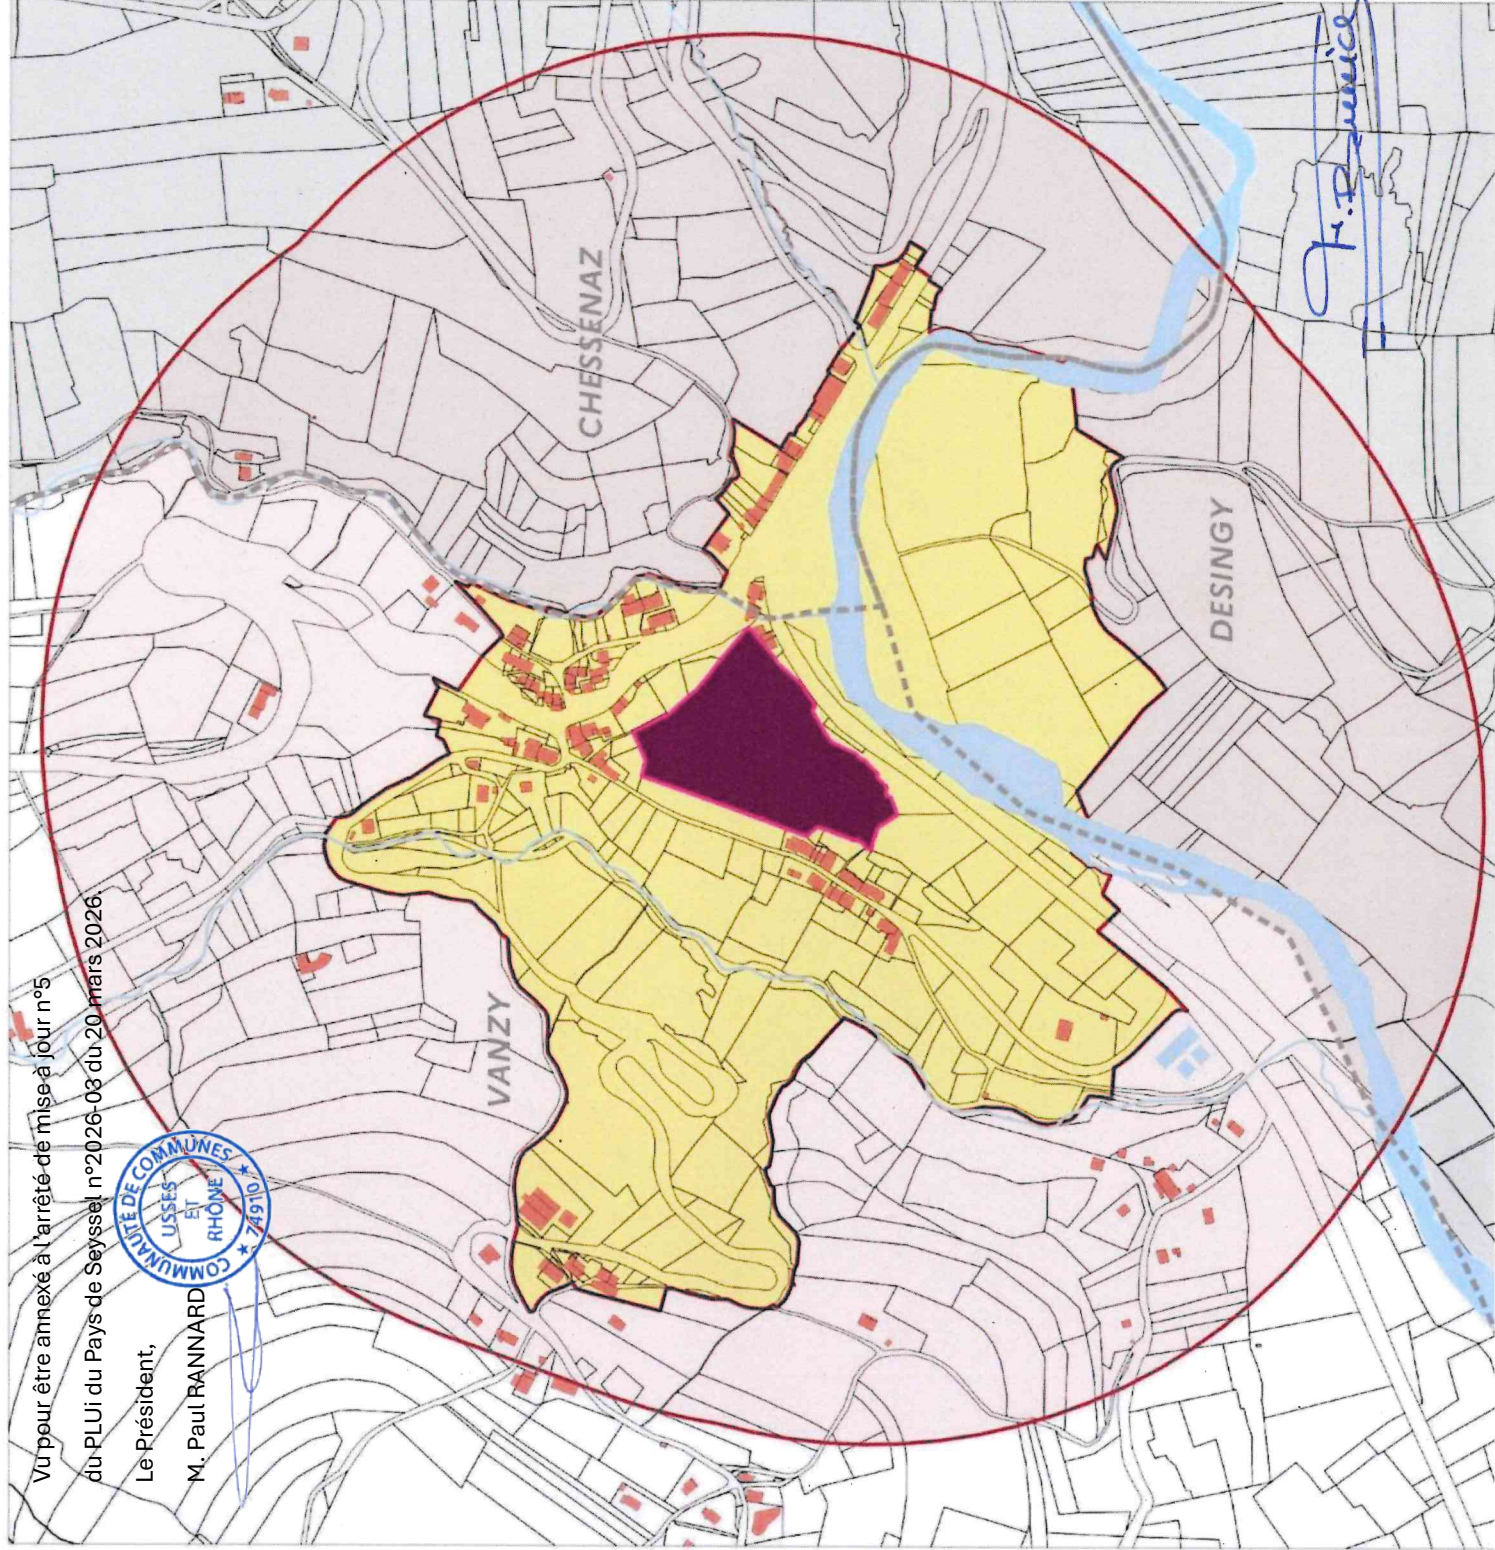 Vu pour être annexé à l'arrêté de mise à jour n°5
du PLUi du Pays de Seyssel n°2026-03 du 20 mars 2026.
Le Président,
M. Paul RANNARD
COMMUNAUTÉ DE COMMUNES
USSES
ET
RHÔNE
★ 74910 ★
VANZY
CHESSENAZ
DESINGY